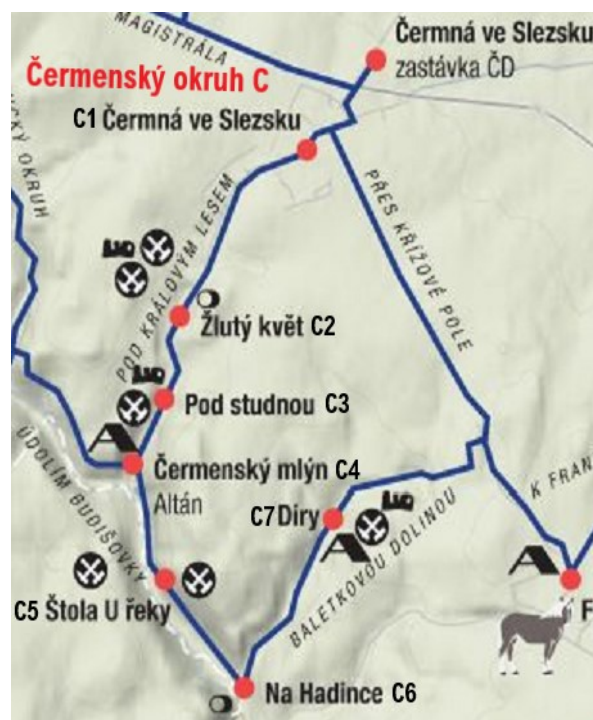 MAGISTRÁLA
Čermná ve Slezsku
zastávka ČD
Čermenský okruh C
C1 Čermná ve Slezsku
OKRUH
POD KRÁLOVÝM LESEM
PŘES KŘÍŽOVÉ POLE
Žlutý květ C2
Pod studnou C3
Čermenský mlýn C4
Altán
ÚDOLÍM BUDIŠOVKY
K FRAN
C7 Díry
BALETKOVOU DOLINOU
C5 Štola U řeky
F
Na Hadince C6